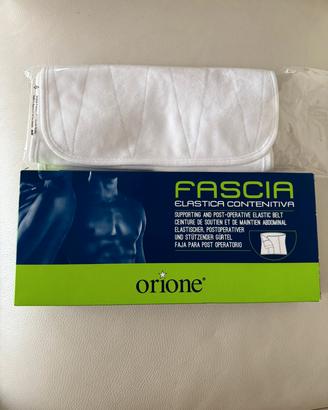 FASCIA
ELASTICA CONTENITIVA
SUPPORTING AND POST-OPERATIVE ELASTIC BELT
CEINTURE DE SOUTIEN ET DE MAINTIEN ABDOMINAL
ELASTISCHER, POSTOPERATIVER
UND STÜTZENDER GÜRTEL
FAJA PARA POST OPERATORIO
orione®